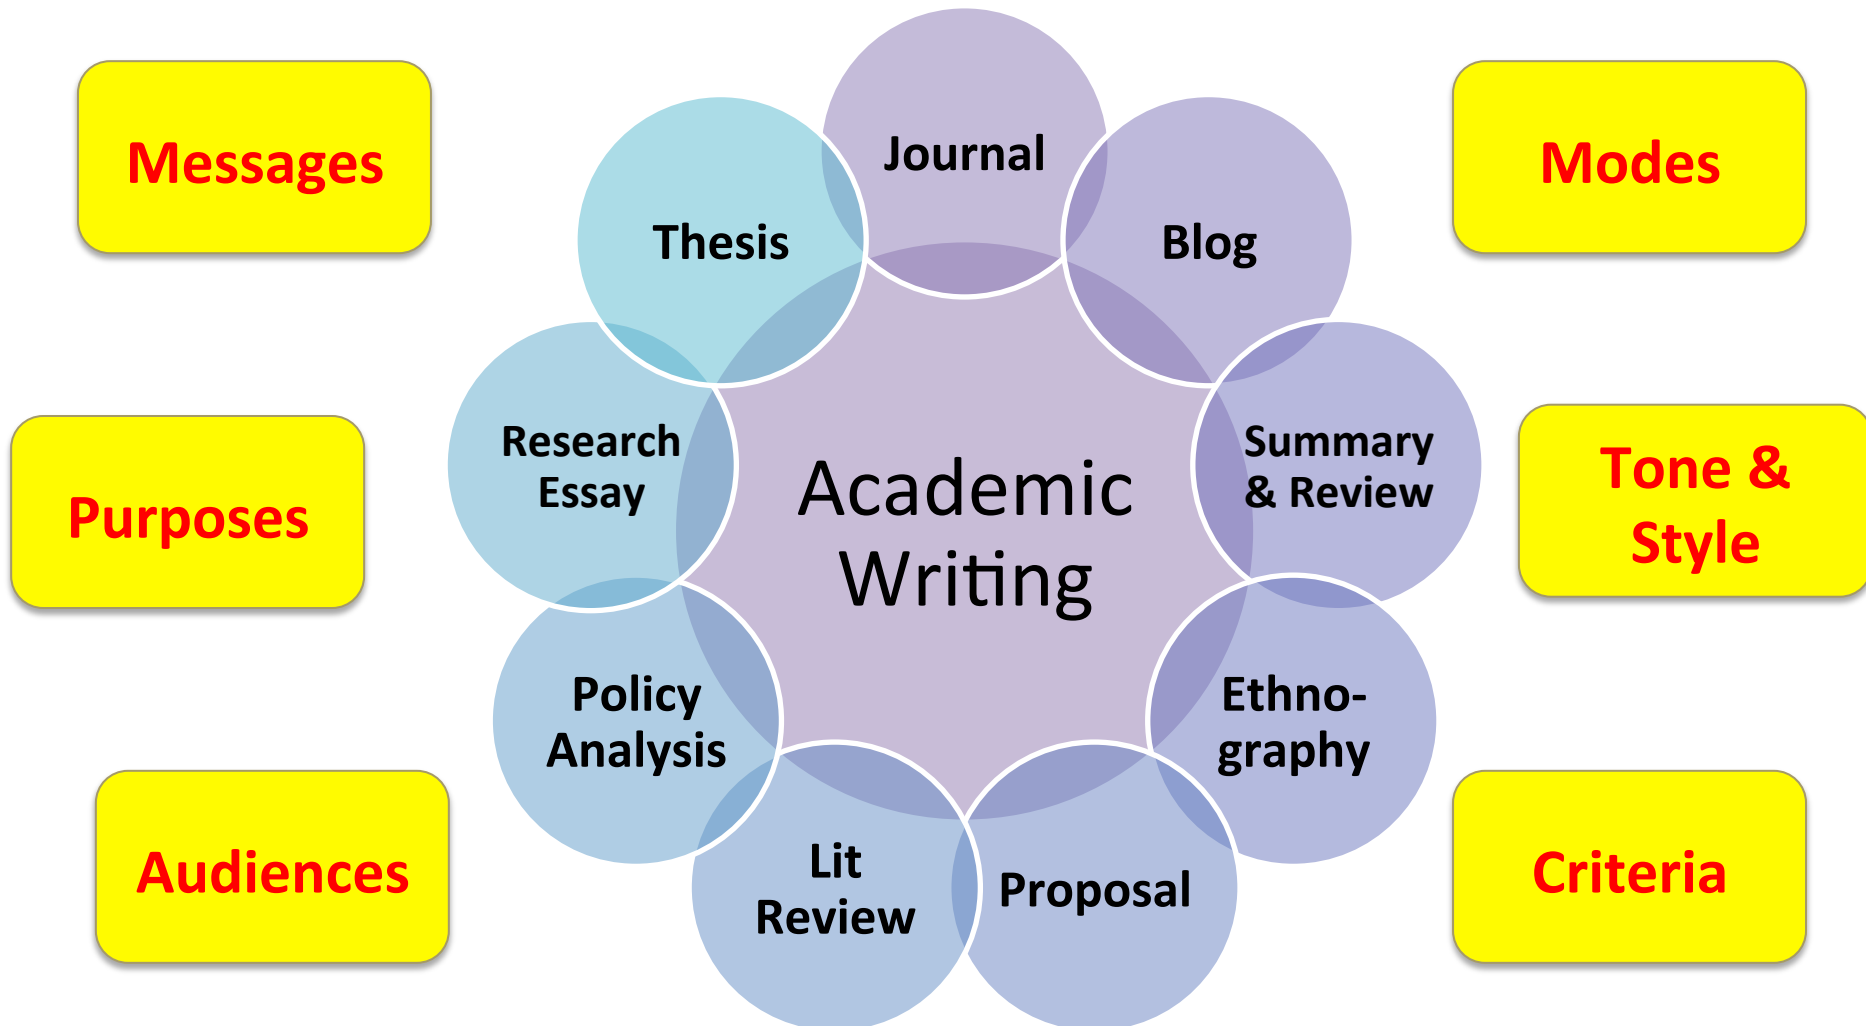 Messages
Purposes
Audiences
Journal
Blog
Summary
& Review
Ethno-
graphy
Proposal
Lit
Review
Policy
Analysis
Research
Essay
Thesis
Academic
Writing
Modes
Tone &
Style
Criteria